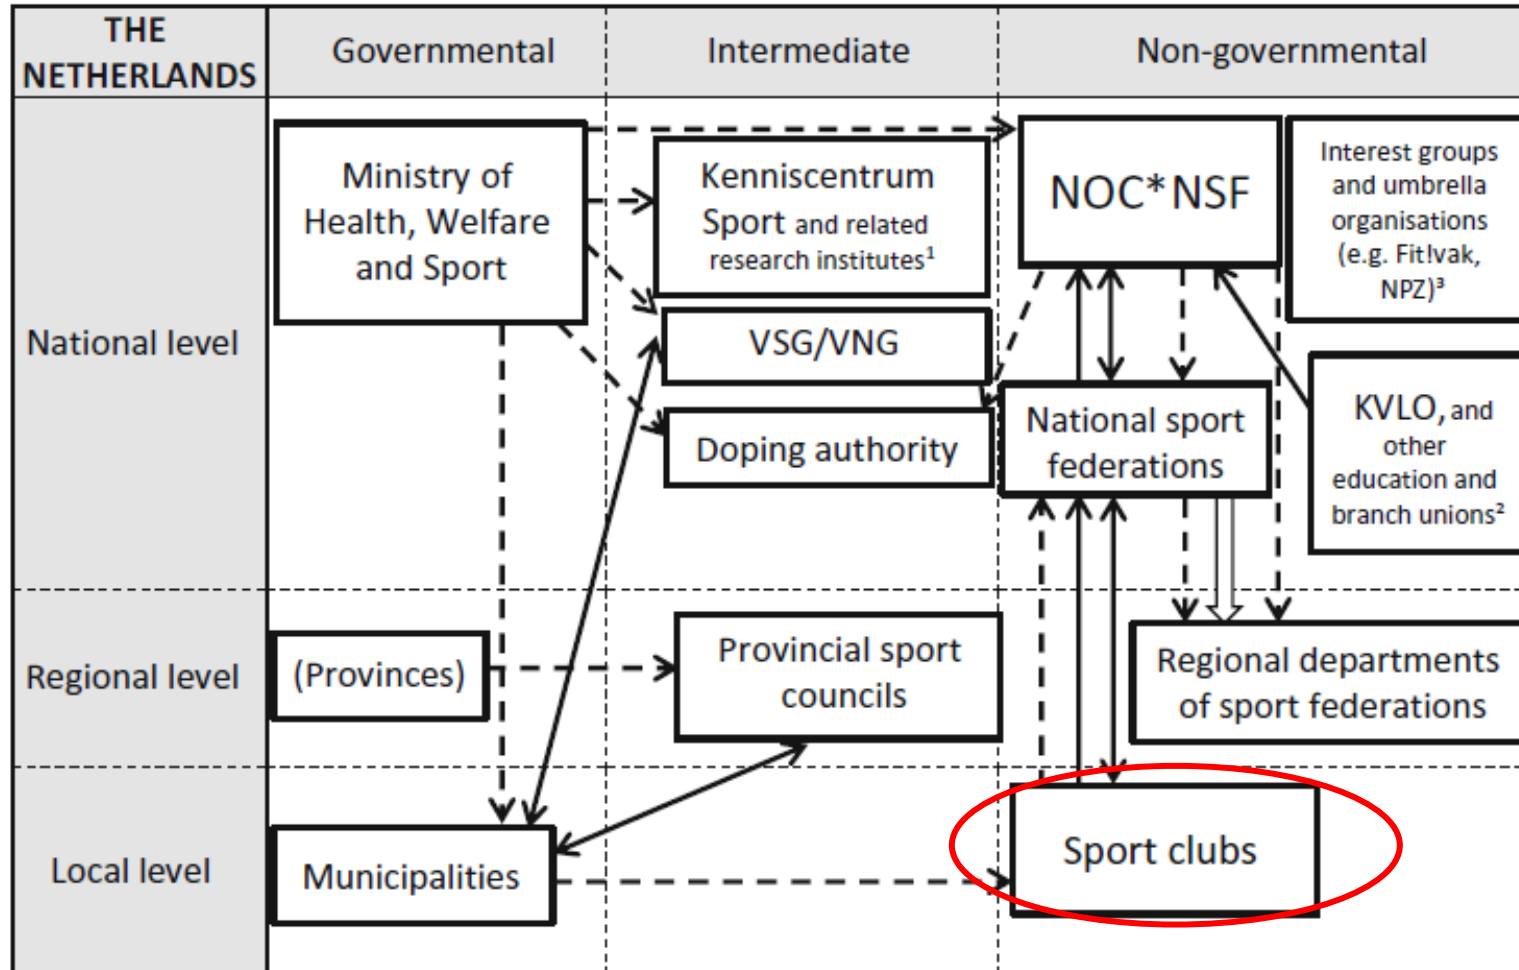 THE
NETHERLANDS
Governmental
Intermediate
Non-governmental
National level
Ministry of
Health, Welfare
and Sport
Kenniscentrum
Sport and related
research institutes¹
VSG/VNG
Doping authority
NOC*NSF
Interest groups
and umbrella
organisations
(e.g. Fit!vak,
NPZ)³
National sport
federations
KVLO, and
other
education and
branch unions²
Regional level
(Provinces)
Provincial sport
councils
Regional departments
of sport federations
Local level
Municipalities
Sport clubs